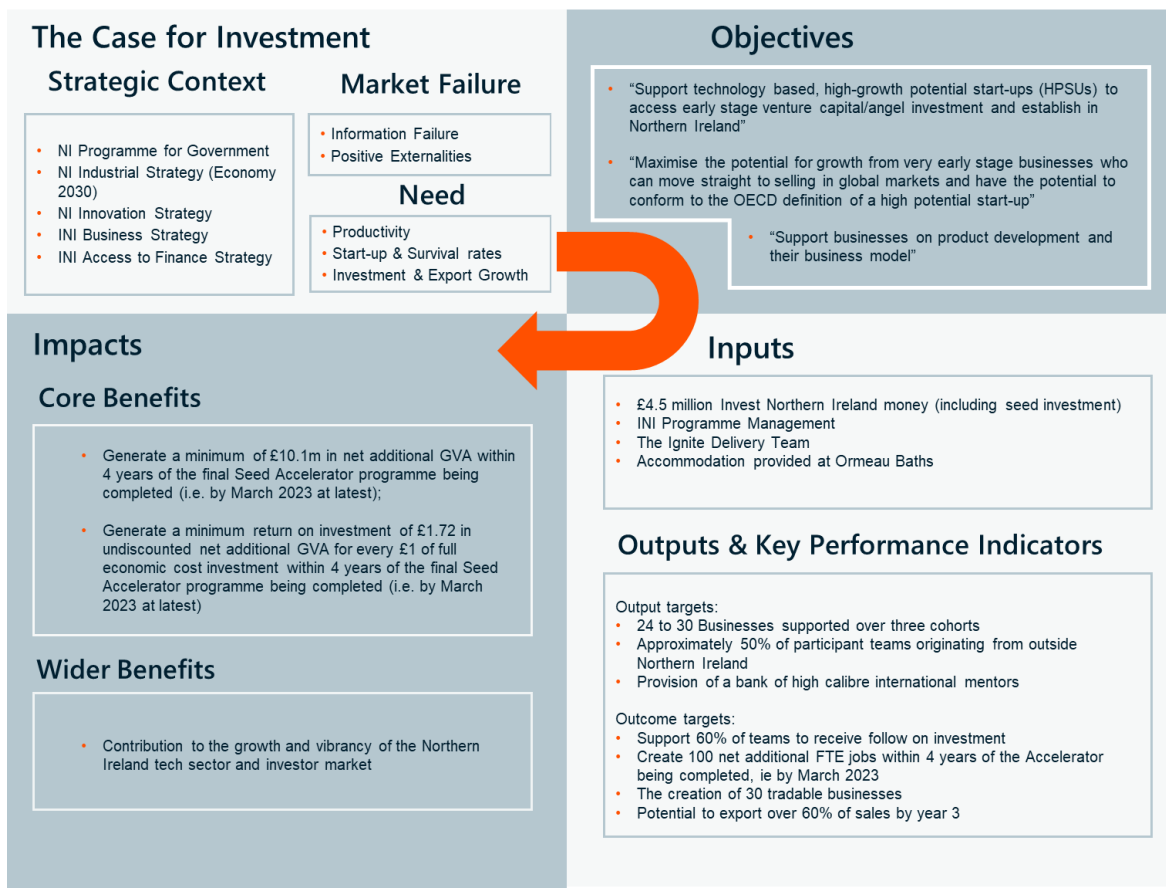 The Case for Investment
Strategic Context
• NI Programme for Government
• NI Industrial Strategy (Economy
2030)
• NI Innovation Strategy
• INI Business Strategy
• INI Access to Finance Strategy
Market Failure
• Information Failure
• Positive Externalities
Need
• Productivity
• Start-up & Survival rates
• Investment & Export Growth
Objectives
• “Support technology based, high-growth potential start-ups (HPSUs) to
access early stage venture capital/angel investment and establish in
Northern Ireland”
• “Maximise the potential for growth from very early stage businesses who
can move straight to selling in global markets and have the potential to
conform to the OECD definition of a high potential start-up”
• “Support businesses on product development and
their business model”
Inputs
• £4.5 million Invest Northern Ireland money (including seed investment)
• INI Programme Management
• The Ignite Delivery Team
• Accommodation provided at Ormeau Baths
Outputs & Key Performance Indicators
Output targets:
• 24 to 30 Businesses supported over three cohorts
• Approximately 50% of participant teams originating from outside
Northern Ireland
• Provision of a bank of high calibre international mentors
Outcome targets:
• Support 60% of teams to receive follow on investment
• Create 100 net additional FTE jobs within 4 years of the Accelerator
being completed, ie by March 2023
• The creation of 30 tradable businesses
• Potential to export over 60% of sales by year 3
Impacts
Core Benefits
• Generate a minimum of £10.1m in net additional GVA within
4 years of the final Seed Accelerator programme being
completed (i.e. by March 2023 at latest);
• Generate a minimum return on investment of £1.72 in
undiscounted net additional GVA for every £1 of full
economic cost investment within 4 years of the final Seed
Accelerator programme being completed (i.e. by March
2023 at latest)
Wider Benefits
• Contribution to the growth and vibrancy of the Northern
Ireland tech sector and investor market